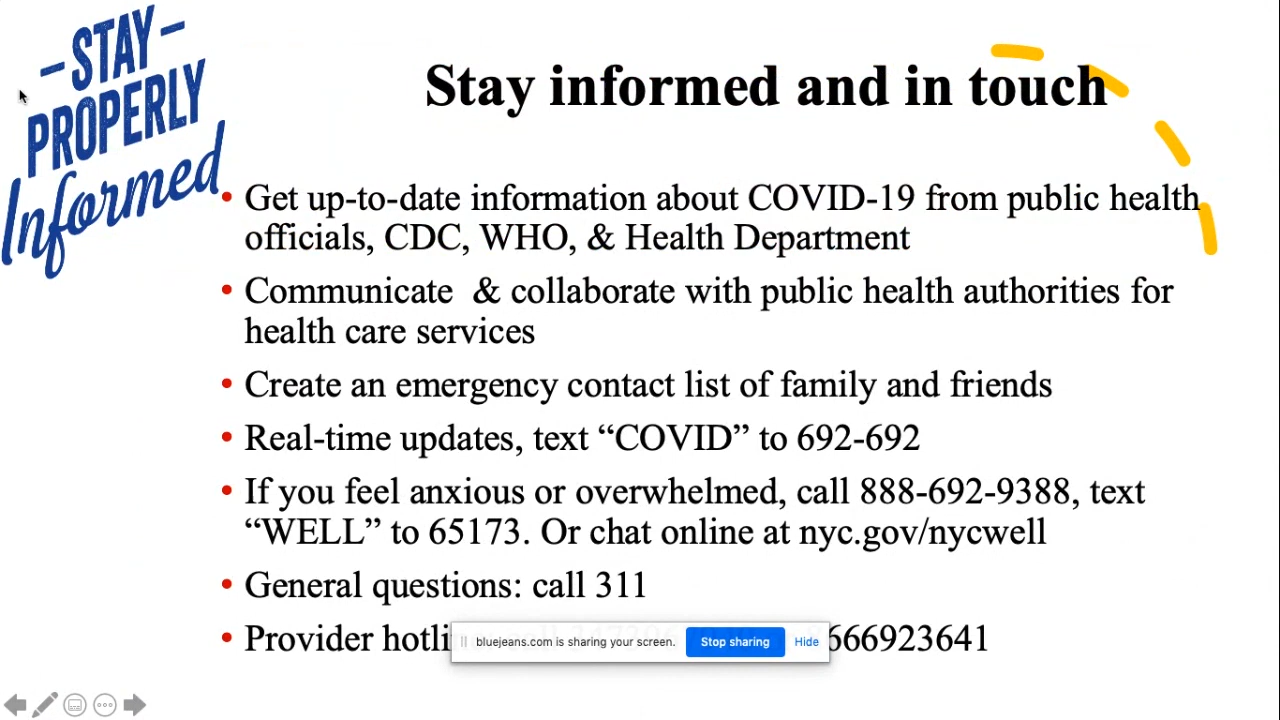 –STAY–
PROPERLY
Informed
Stay informed and in touch
• Get up-to-date information about COVID-19 from public health
officials, CDC, WHO, & Health Department
• Communicate & collaborate with public health authorities for
health care services
• Create an emergency contact list of family and friends
• Real-time updates, text “COVID” to 692-692
• If you feel anxious or overwhelmed, call 888-692-9388, text
“WELL” to 65173. Or chat online at nyc.gov/nycwell
• General questions: call 311
• Provider
bluejeans.com is sharing your screen. Stop sharing Hide